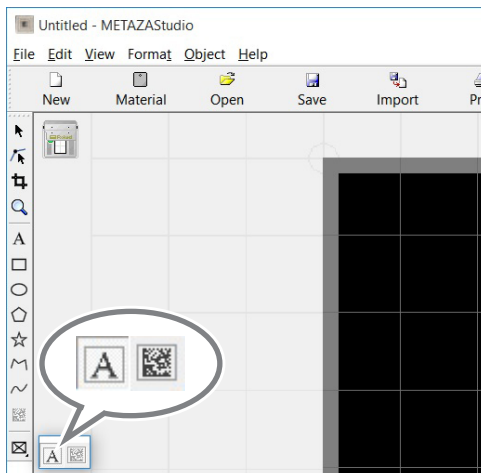 Untitled - METAZAStudio
File Edit View Format Object Help
New Material Open Save Import
A
A
A